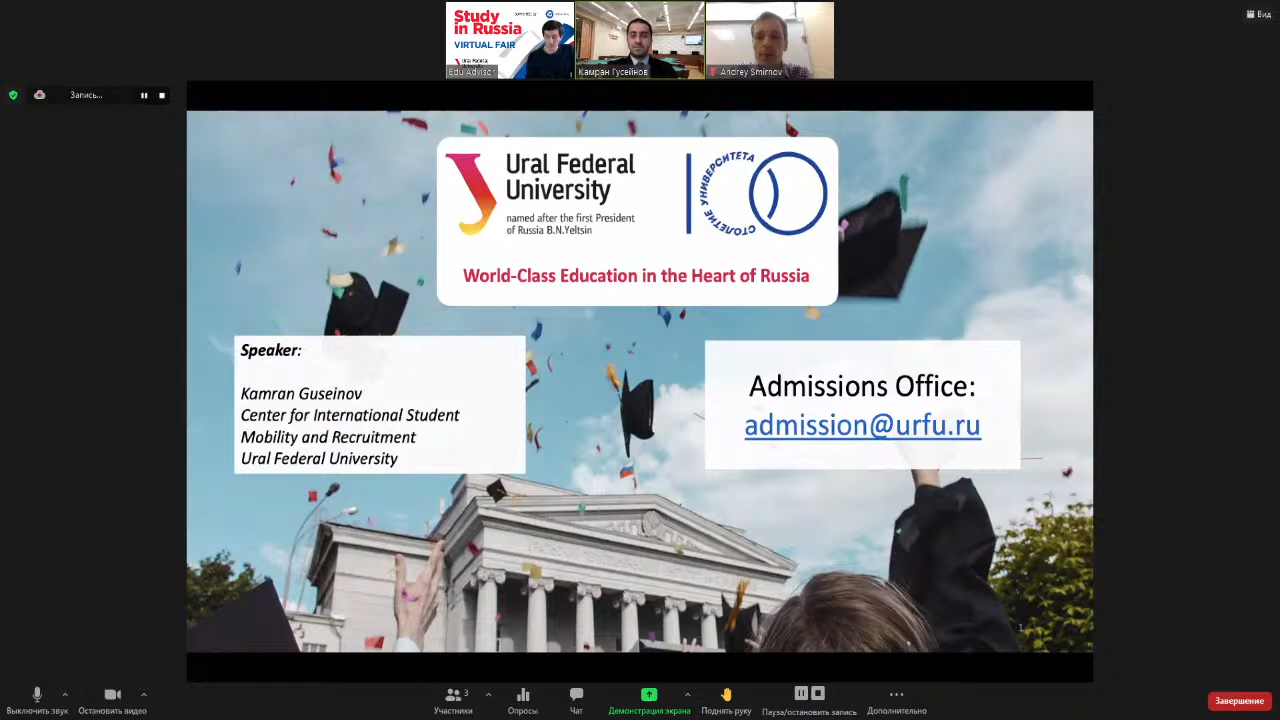 Study
in Russia
VIRTUAL FAIR
Edu Advisor
Камран Гусейнов
Andrey Smirnov
Вид
Запись...
Ural Federal
University
named after the first President
of Russia B.N.Yeltsin
СТОЛЕТИЕ УНИВЕРСИТЕТА
World-Class Education in the Heart of Russia
Speaker:
Kamran Guseinov
Center for International Student
Mobility and Recruitment
Ural Federal University
Admissions Office:
admission@urfu.ru
1
Выключить звук
Остановить видео
3
Участники
Опросы
Чат
Демонстрация экрана
Поднять руку
Пауза/остановить запись
Дополнительно
Завершение